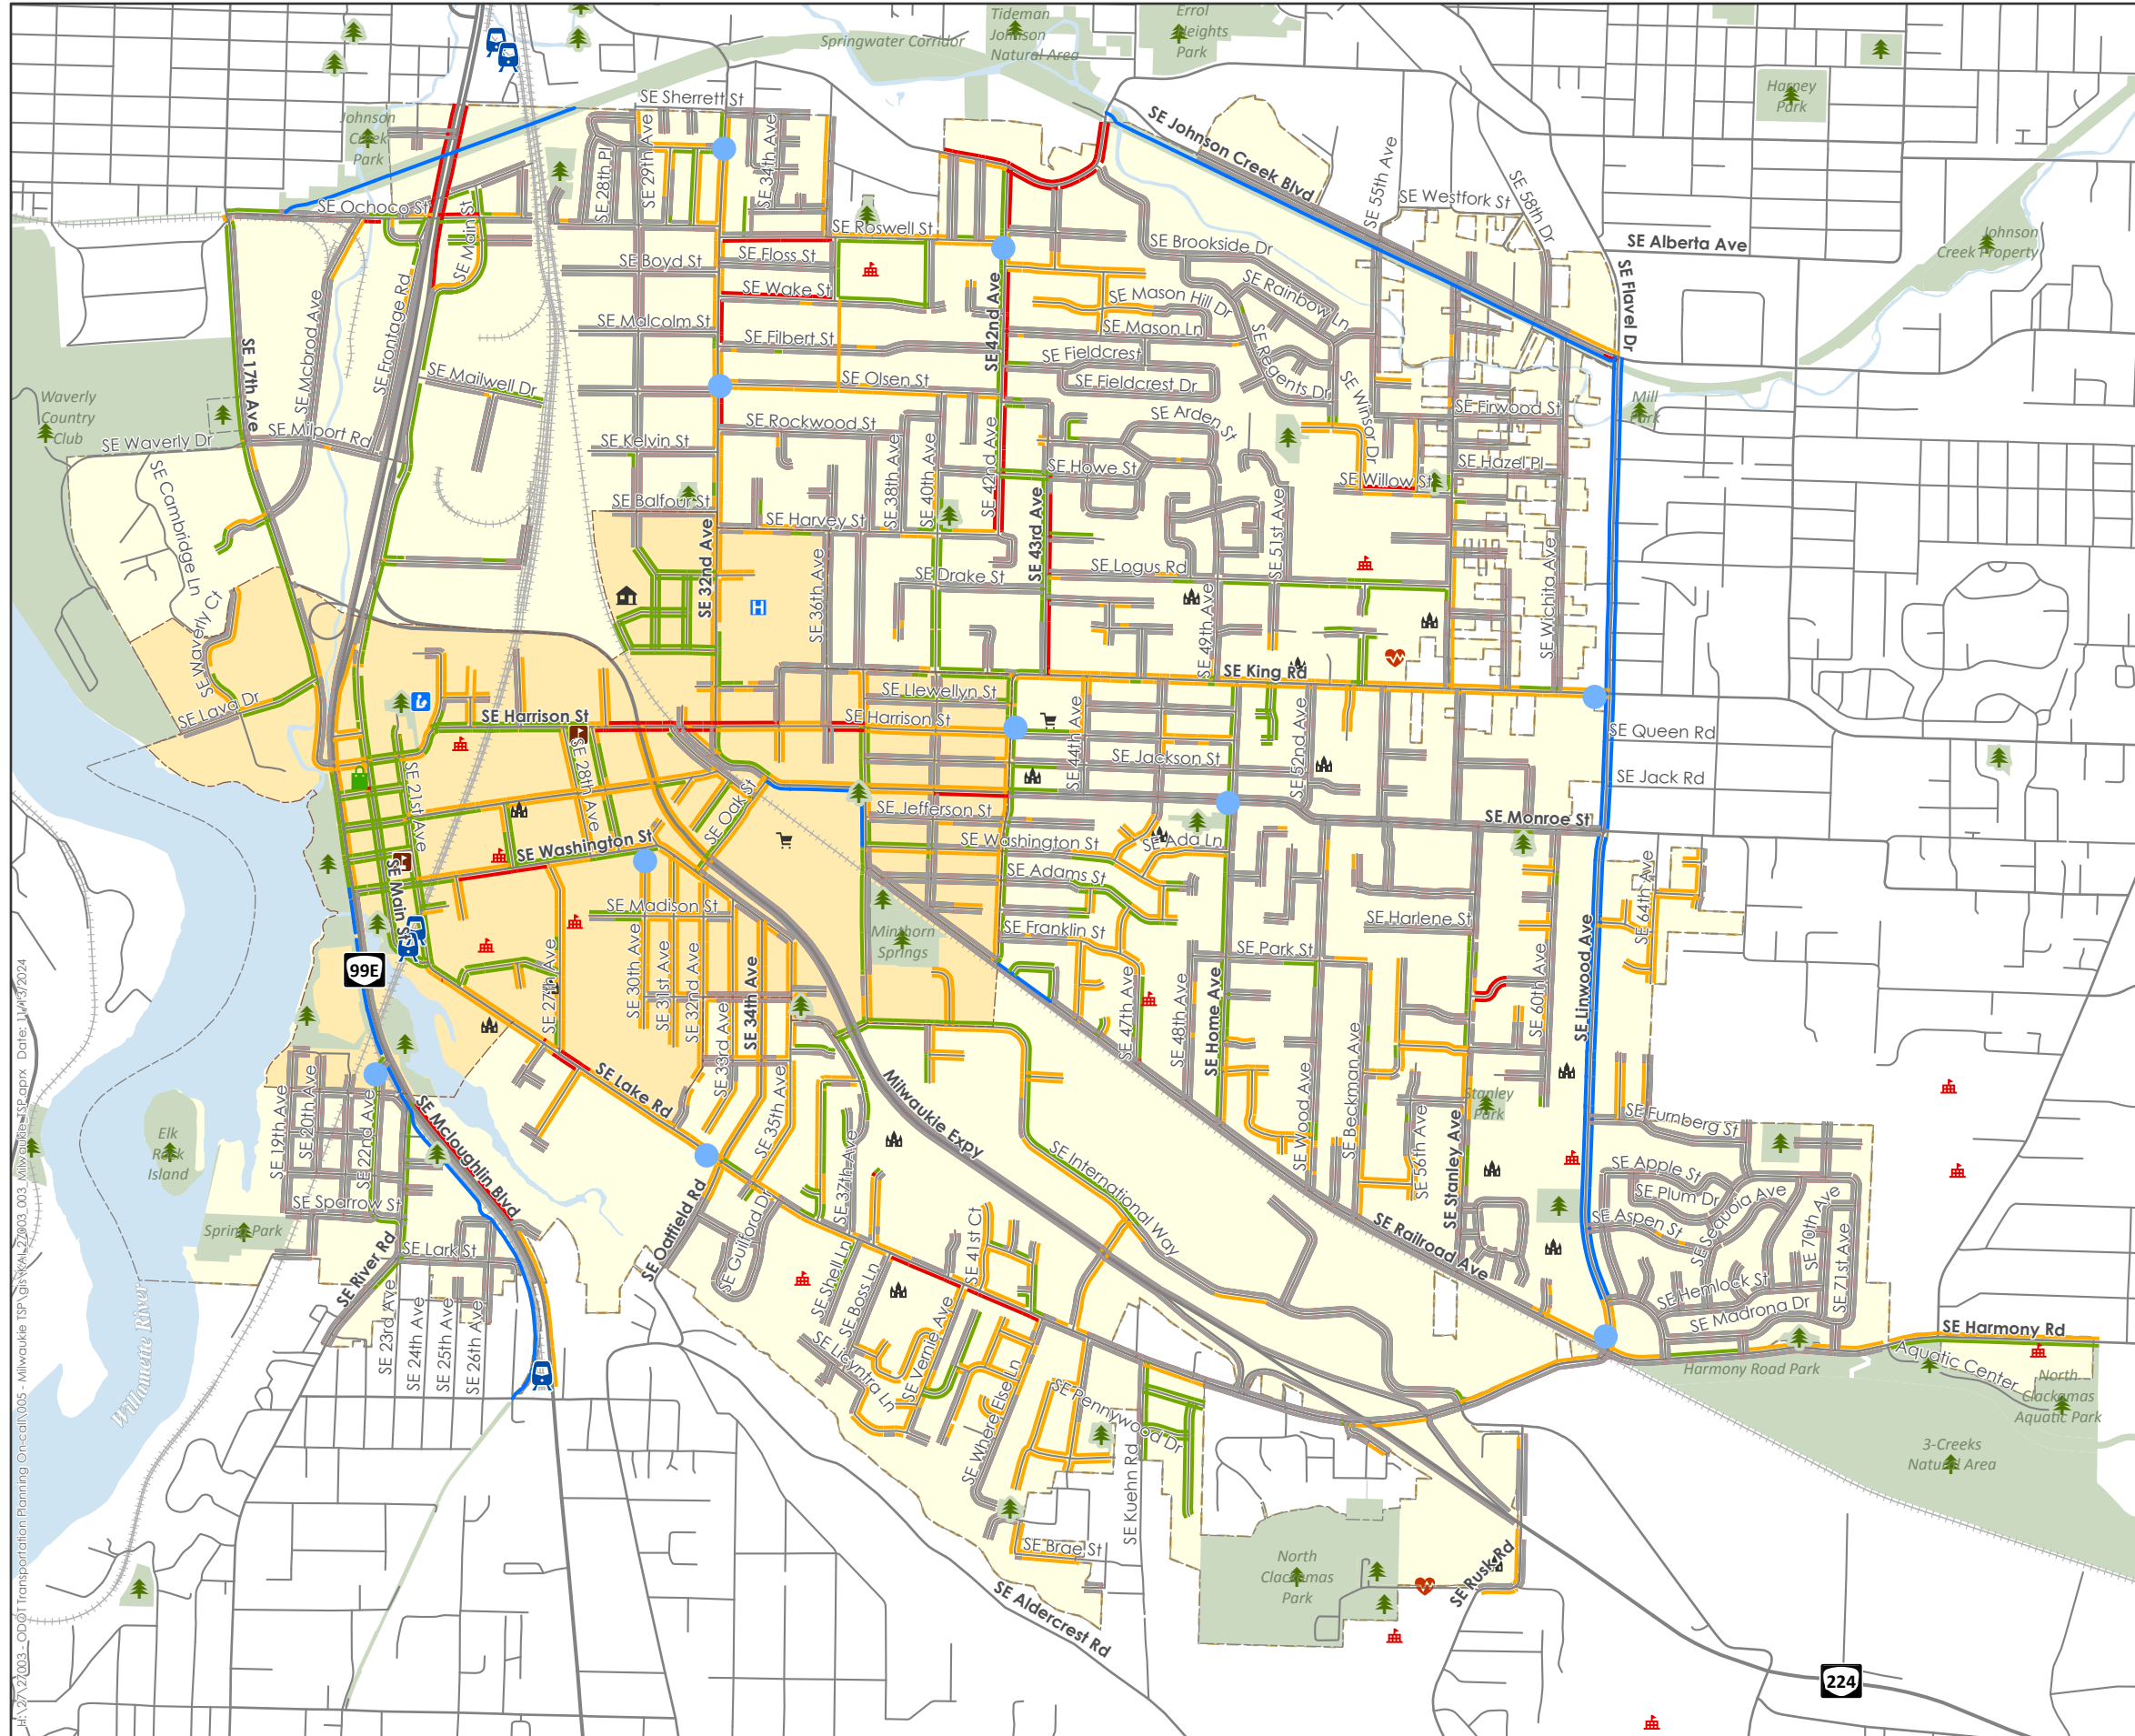 Tideman
Johnson
Natural Area
Errol
Heights
Park
Springwater Corridor
Harney
Park
SE Sherrett St
Johnson
Creek
Park
SE Johnson Creek Blvd
SE 28th Pl
SE 29th Ave
SE 34th Ave
SE 55th Ave
SE Westfork St
SE 58th Dr
SE Ochoco St
SE Main St
SE Roswell St
SE Floss St
SE Boyd St
SE Wake St
SE Brookside Dr
SE Alberta Ave
Johnson
Creek Property
SE Flavel Dr
SE Rainbow Ln
SE Mason Hill Dr
SE Mason Ln
SE Malcolm St
SE Filbert St
SE 42nd Ave
SE Frontage Rd
SE Mcbrod Ave
SE 17th Ave
SE Fieldcrest
SE Fieldcrest Dr
SE Regents Dr
SE Mailwell Dr
SE Olsen St
SE Winsor Dr
SE Firwood St
Mill
Park
Waverly
Country
Club
SE Waverly Dr
SE Milport Rd
SE Rockwood St
SE Arden St
SE Kelvin St
SE 38th Ave
SE 40th Ave
SE 42nd Ave
SE Howe St
SE Hazel Pl
SE Willow St
SE Cambridge Ln
SE Balfour St
SE Harvey St
SE 32nd Ave
SE 36th Ave
SE 43rd Ave
SE 51st Ave
SE Logus Rd
SE Drake St
SE Wichita Ave
SE 49th Ave
SE Waverly Ct
SE Lava Dr
SE King Rd
SE Llewellyn St
SE Harrison St
SE Harrison St
SE 44th Ave
SE 52nd Ave
SE Queen Rd
SE Jackson St
SE Jack Rd
SE 21st Ave
SE 28th Ave
SE Oak St
SE Jefferson St
SE Monroe St
SE Washington St
SE Washington St
SE Ada Ln
SE Adams St
SE Main St
SE Madison St
SE Harlene St
SE 64th Ave
SE Linwood Ave
SE Franklin St
SE Park St
Minthorn
Springs
99E
SE 27th Ave
SE 30th Ave
SE 31st Ave
SE 32nd Ave
SE 33rd Ave
SE 34th Ave
SE 47th Ave
SE 48th Ave
SE Home Ave
SE 60th Ave
SE Lake Rd
SE 35th Ave
Milwaukie Expy
SE Wood Ave
SE Beckman Ave
SE 56th Ave
SE Stanley Ave
Stanley
Park
SE 19th Ave
SE 20th Ave
SE 22nd Ave
SE Mcloughlin Blvd
SE Furnberg St
Elk
Rock
Island
SE 37th Ave
SE International Way
SE Apple St
SE Plum Dr
SE Sequoia Ave
SE Aspen St
SE 70th Ave
SE 71st Ave
SE Sparrow St
Spring Park
SE Oatfield Rd
SE Guilford Dr
SE Railroad Ave
SE River Rd
SE Lark St
SE Shell Ln
SE Boss Ln
SE 41st Ct
SE Hemlock St
SE Madrona Dr
SE 23rd Ave
SE 24th Ave
SE 25th Ave
SE 26th Ave
SE Licyntra Ln
SE Vernie Ave
SE Where Else Ln
SE Harmony Rd
Harmony Road Park
Aquatic Center
North
Clackamas
Aquatic Park
Willamette River
SE Pennywood Dr
SE Kuehn Rd
3-Creeks
Natural Area
SE Brae St
SE Aldercrest Rd
North
Clackamas
Park
SE Rusk Rd
224
H:\27\27003 - ODOT Transportation Planning On-call\005 - Milwaukie TSP\gis\KAI_27003_003_Milwaukie_TSP.aprx Date: 11/13/2024